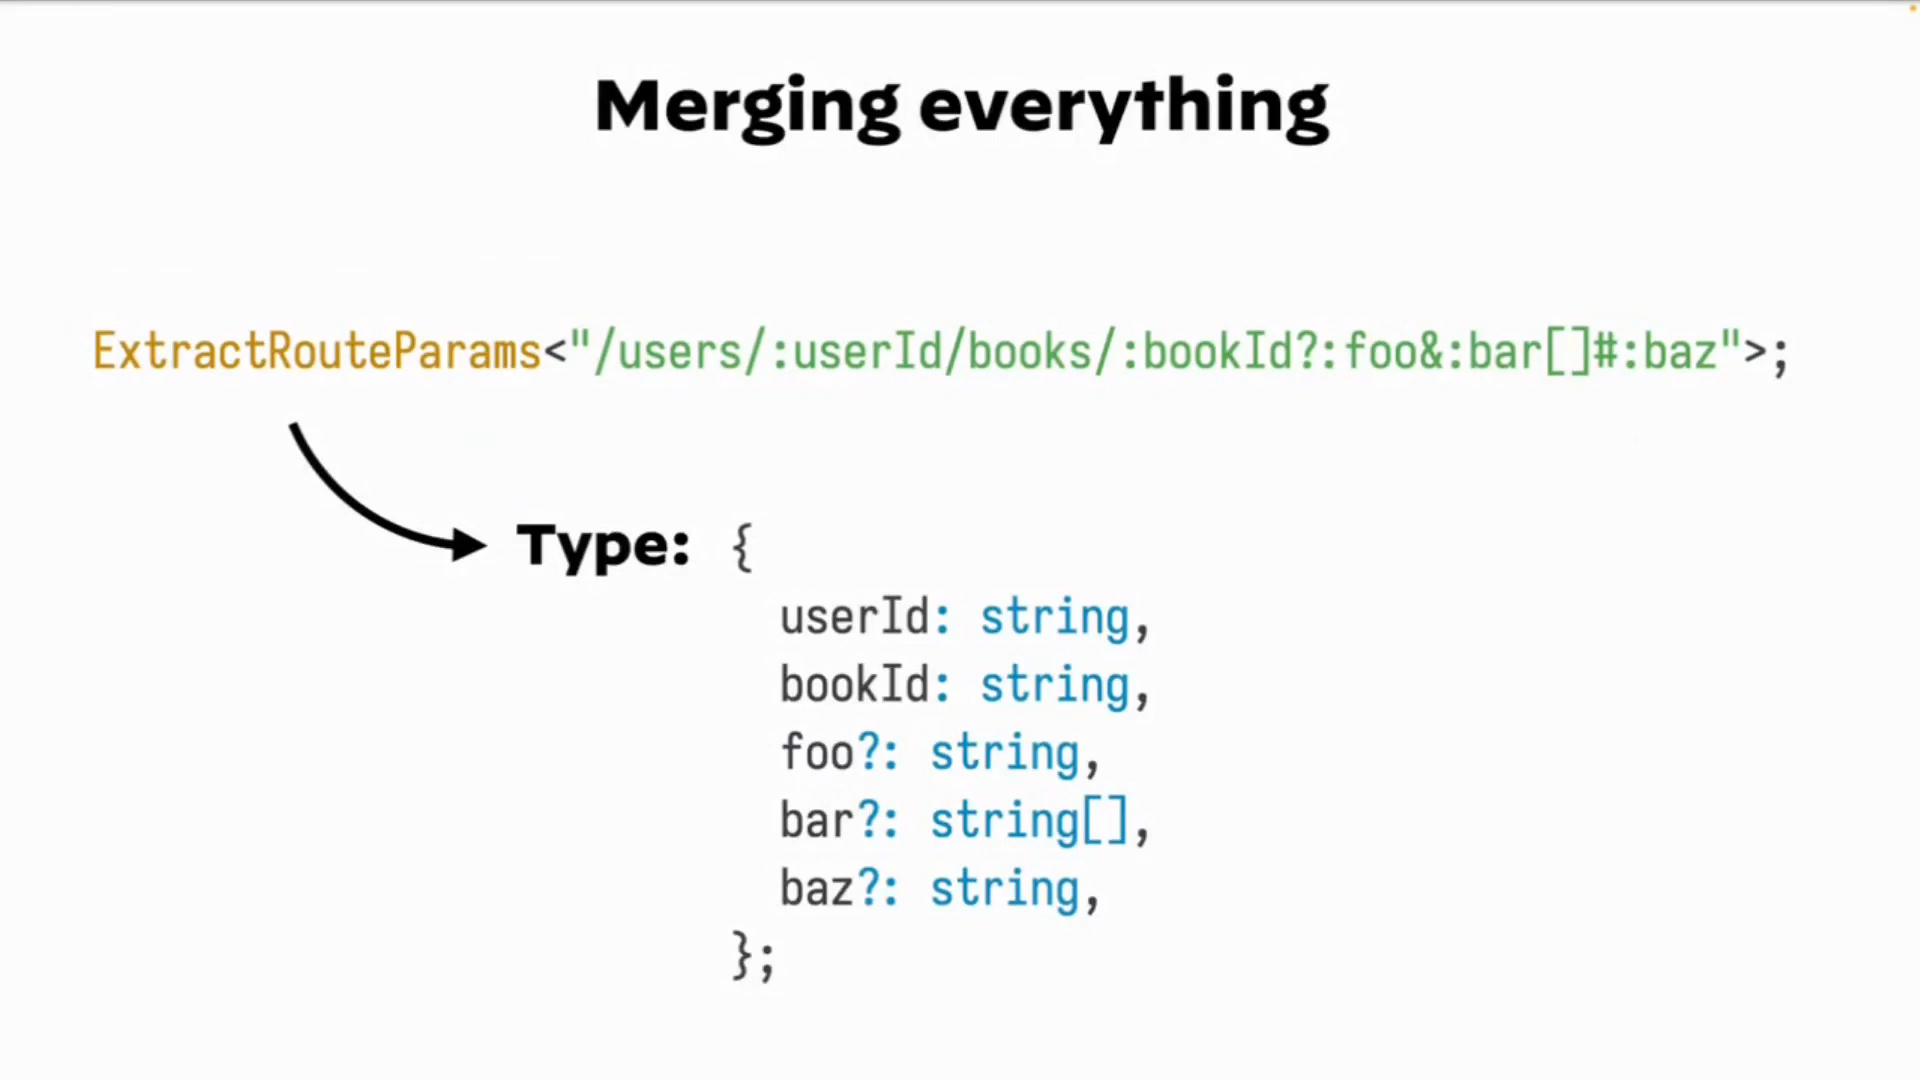 Merging everything
ExtractRouteParams<"/users/:userId/books/:bookId?:foo&:bar[]#:baz">;
Type: {
userId: string,
bookId: string,
foo?: string,
bar?: string[],
baz?: string,
};